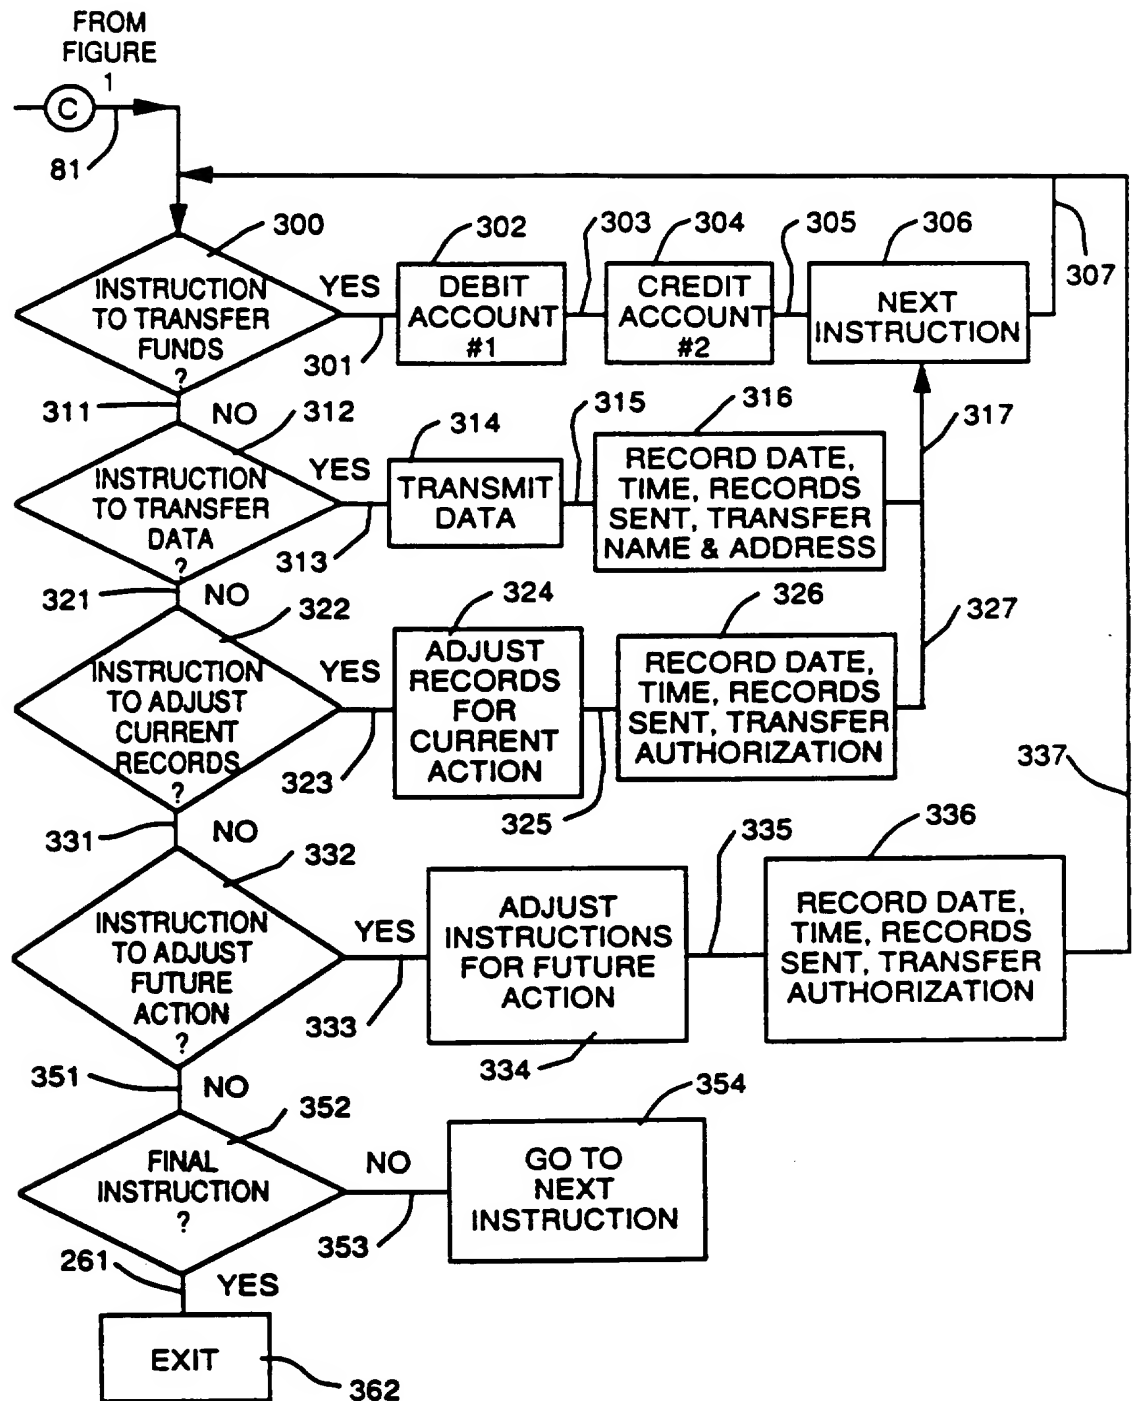 FROM
FIGURE
1
C
81
300
INSTRUCTION
TO TRANSFER
FUNDS
?
YES
301
302
DEBIT
ACCOUNT
#1
303
304
CREDIT
ACCOUNT
#2
305
306
NEXT
INSTRUCTION
307
311
NO
312
INSTRUCTION
TO TRANSFER
DATA
?
YES
313
314
TRANSMIT
DATA
315
316
RECORD DATE,
TIME, RECORDS
SENT, TRANSFER
NAME & ADDRESS
317
321
NO
322
INSTRUCTION
TO ADJUST
CURRENT
RECORDS
?
YES
323
324
ADJUST
RECORDS
FOR
CURRENT
ACTION
325
326
RECORD DATE,
TIME, RECORDS
SENT, TRANSFER
AUTHORIZATION
327
331
NO
332
INSTRUCTION
TO ADJUST
FUTURE
ACTION
?
YES
333
ADJUST
INSTRUCTIONS
FOR FUTURE
ACTION
334
335
336
RECORD DATE,
TIME, RECORDS
SENT, TRANSFER
AUTHORIZATION
337
351
NO
352
FINAL
INSTRUCTION
?
NO
353
354
GO TO
NEXT
INSTRUCTION
261
YES
EXIT
362